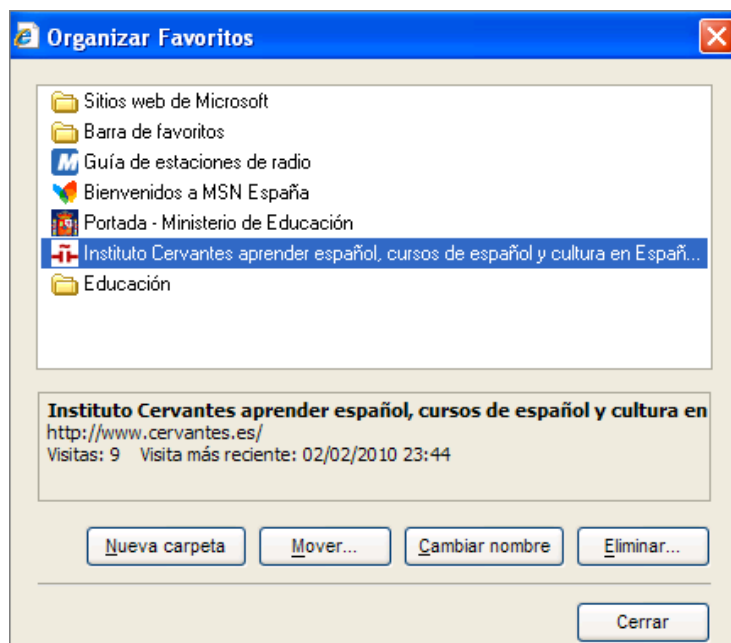 Organizar Favoritos
Sitios web de Microsoft
Barra de favoritos
Guía de estaciones de radio
Bienvenidos a MSN España
Portada - Ministerio de Educación
Instituto Cervantes aprender español, cursos de español y cultura en Españ...
Educación
Instituto Cervantes aprender español, cursos de español y cultura en
http://www.cervantes.es/
Visitas: 9 Visita más reciente: 02/02/2010 23:44
Nueva carpeta Mover... Cambiar nombre Eliminar...
Cerrar